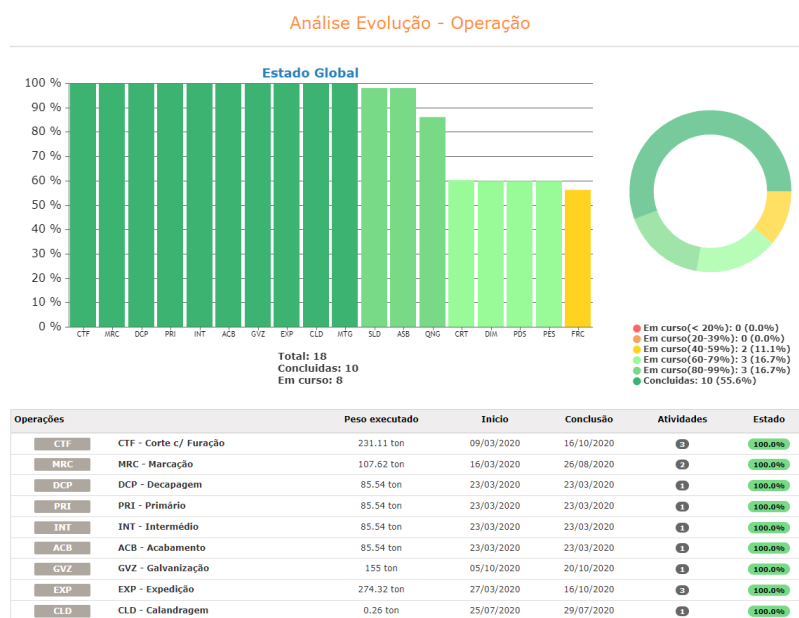 Análise Evolução - Operação
Estado Global
100 %
90 %
80 %
70 %
60 %
50 %
40 %
30 %
20 %
10 %
0 %
CTF MRC DCP PRI INT ACB GVZ EXP CLD MTG SLD ASB QNG CRT DIM PDS PES FRC
Total: 18
Concluidas: 10
Em curso: 8
Em curso(< 20%): 0 (0.0%)
Em curso(20-39%): 0 (0.0%)
Em curso(40-59%): 2 (11.1%)
Em curso(60-79%): 3 (16.7%)
Em curso(80-99%): 3 (16.7%)
Concluidas: 10 (55.6%)
Operações Peso executado Inicio Conclusão Atividades Estado
CTF CTF - Corte c/ Furação 231.11 ton 09/03/2020 16/10/2020 3 100.0%
MRC MRC - Marcação 107.62 ton 16/03/2020 26/08/2020 2 100.0%
DCP DCP - Decapagem 85.54 ton 23/03/2020 23/03/2020 1 100.0%
PRI PRI - Primário 85.54 ton 23/03/2020 23/03/2020 1 100.0%
INT INT - Intermédio 85.54 ton 23/03/2020 23/03/2020 1 100.0%
ACB ACB - Acabamento 85.54 ton 23/03/2020 23/03/2020 1 100.0%
GVZ GVZ - Galvanização 155 ton 05/10/2020 20/10/2020 1 100.0%
EXP EXP - Expedição 274.32 ton 27/03/2020 16/10/2020 3 100.0%
CLD CLD - Calandragem 0.26 ton 25/07/2020 29/07/2020 1 100.0%